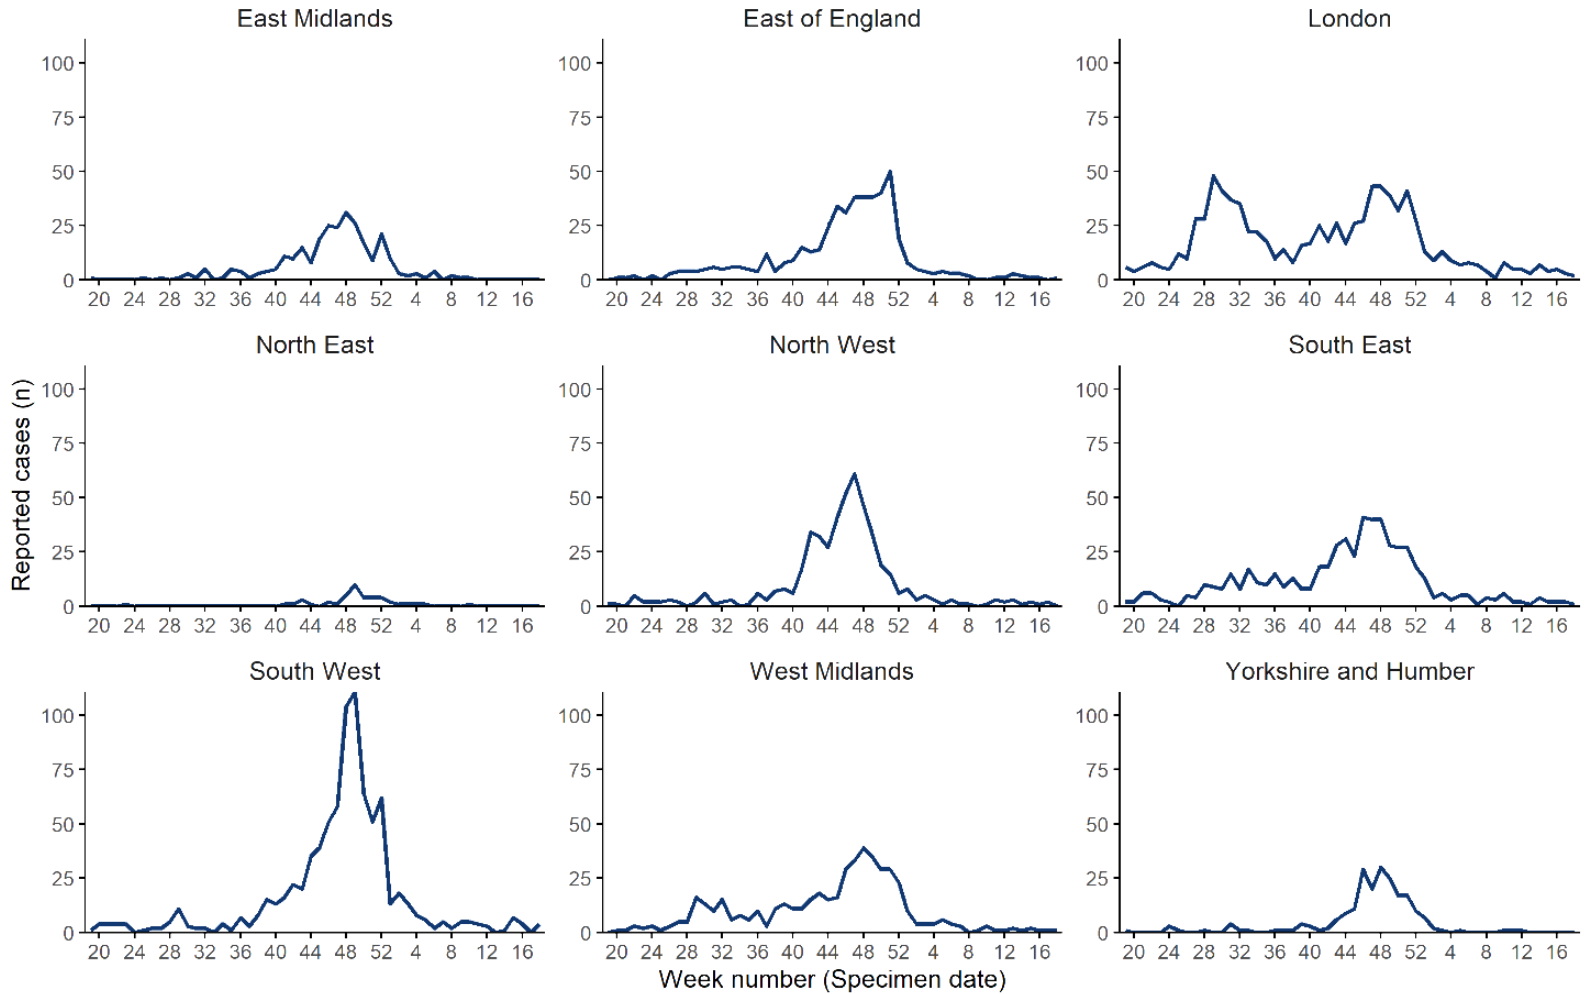 East Midlands
East of England
London
100
75
50
25
0
20 24 28 32 36 40 44 48 52 4 8 12 16
100
75
50
25
0
20 24 28 32 36 40 44 48 52 4 8 12 16
100
75
50
25
0
20 24 28 32 36 40 44 48 52 4 8 12 16
Reported cases (n)
North East
North West
South East
100
75
50
25
0
20 24 28 32 36 40 44 48 52 4 8 12 16
100
75
50
25
0
20 24 28 32 36 40 44 48 52 4 8 12 16
100
75
50
25
0
20 24 28 32 36 40 44 48 52 4 8 12 16
South West
West Midlands
Yorkshire and Humber
100
75
50
25
0
20 24 28 32 36 40 44 48 52 4 8 12 16
100
75
50
25
0
20 24 28 32 36 40 44 48 52 4 8 12 16
100
75
50
25
0
20 24 28 32 36 40 44 48 52 4 8 12 16
Week number (Specimen date)